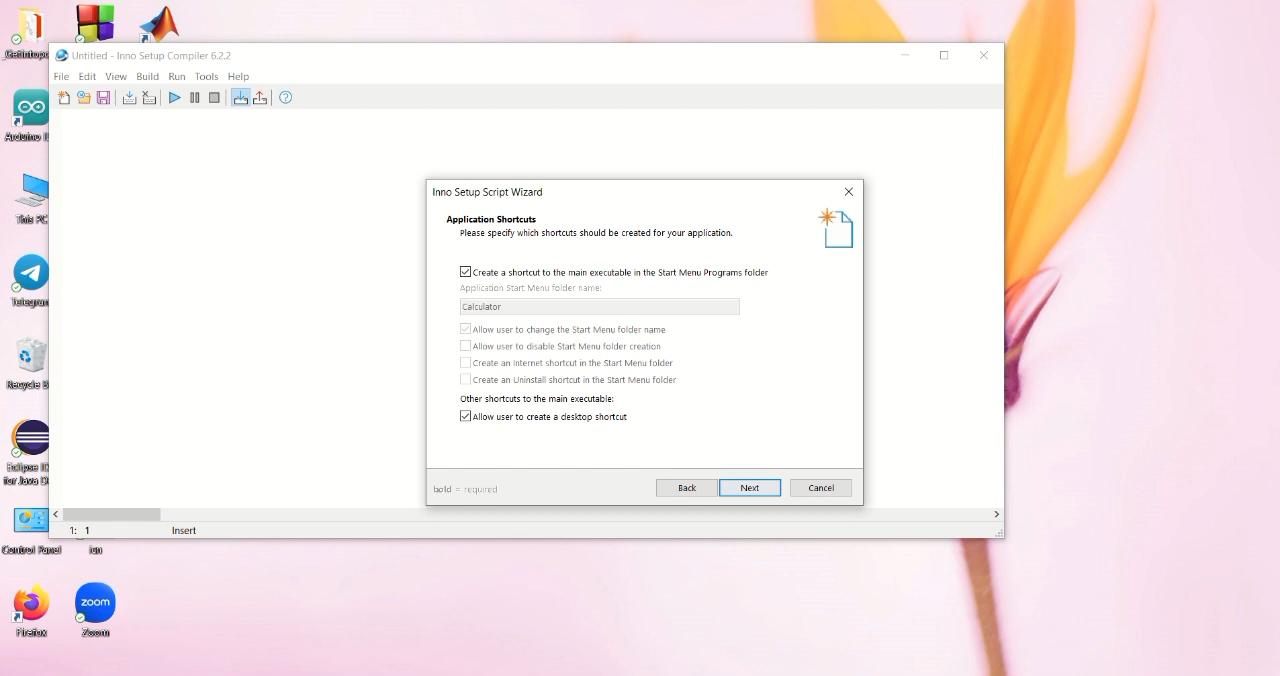 Untitled - Inno Setup Compiler 6.2.2
File Edit View Build Run Tools Help
Inno Setup Script Wizard
Application Shortcuts
Please specify which shortcuts should be created for your application.
Create a shortcut to the main executable in the Start Menu Programs folder
Application Start Menu folder name:
Calculator
Allow user to change the Start Menu folder name
Allow user to disable Start Menu folder creation
Create an Internet shortcut in the Start Menu folder
Create an Uninstall shortcut in the Start Menu folder
Other shortcuts to the main executable:
Allow user to create a desktop shortcut
bold = required
Back
Next
Cancel
1: 1
Insert
Arduino I
This PC
Telegram
Recycle B
Eclipse ID
for Java D
Control Panel
ion
Firefox
zoom
Zoom